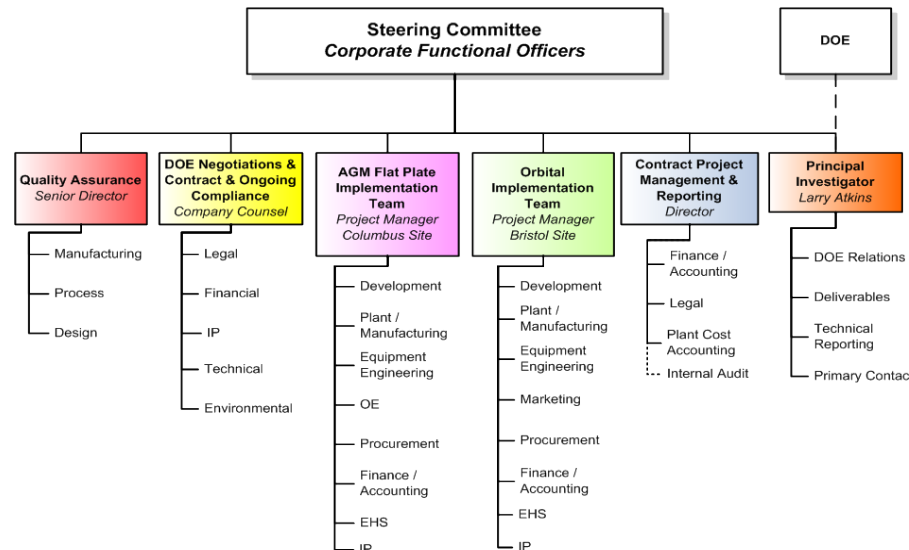 Steering Committee
Corporate Functional Officers
DOE
Quality Assurance
Senior Director
Manufacturing
Process
Design
DOE Negotiations &
Contract & Ongoing
Compliance
Company Counsel
Legal
Financial
IP
Technical
Environmental
AGM Flat Plate
Implementation
Team
Project Manager
Columbus Site
Development
Plant /
Manufacturing
Equipment
Engineering
OE
Procurement
Finance /
Accounting
EHS
IP
Orbital
Implementation
Team
Project Manager
Bristol Site
Development
Plant /
Manufacturing
Equipment
Engineering
Marketing
Procurement
Finance /
Accounting
EHS
IP
Contract Project
Management &
Reporting
Director
Finance /
Accounting
Legal
Plant Cost
Accounting
Internal Audit
Principal
Investigator
Larry Atkins
DOE Relations
Deliverables
Technical
Reporting
Primary Contac